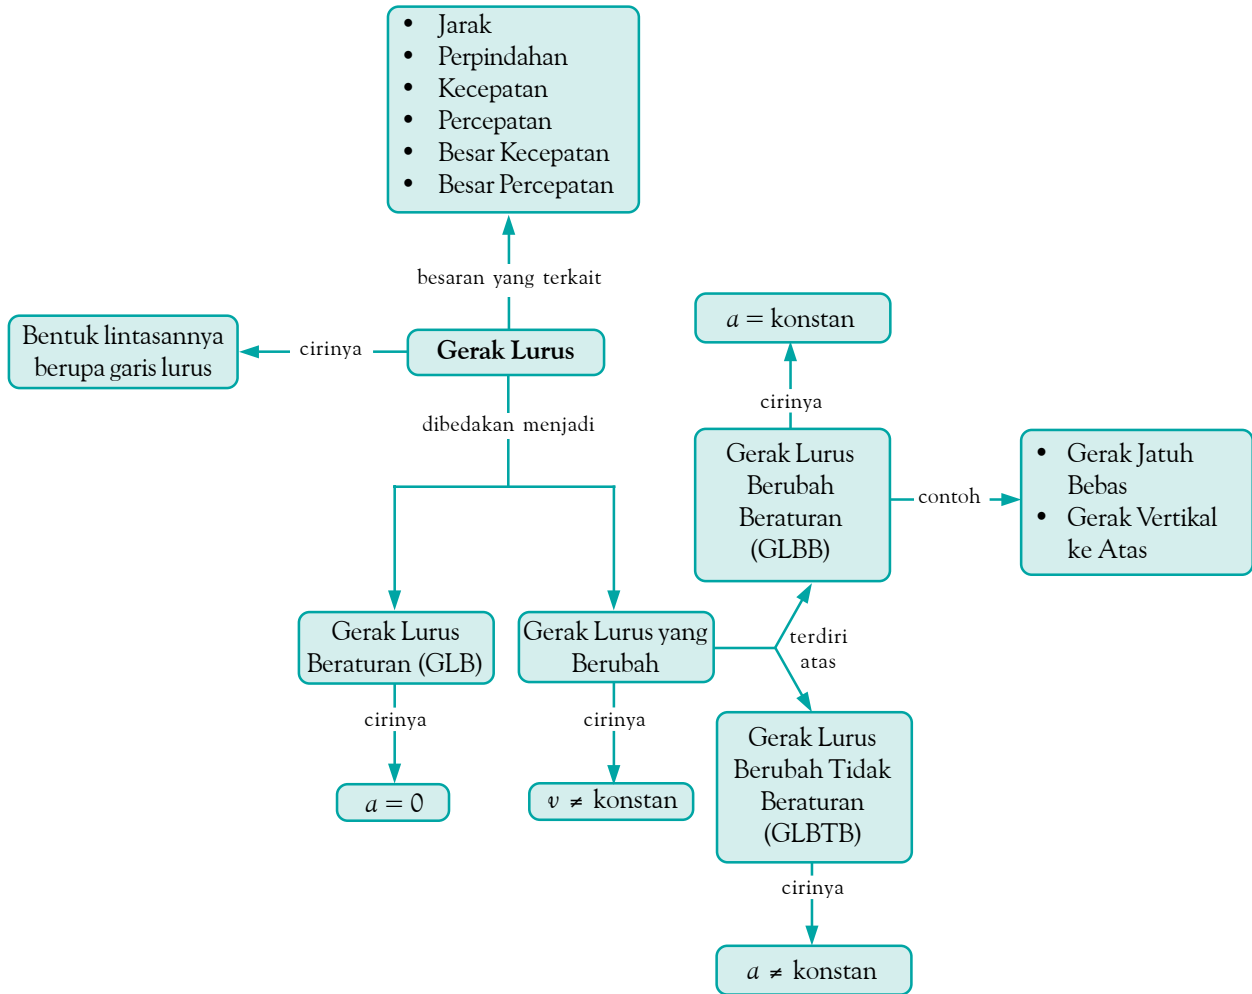 • Jarak
• Perpindahan
• Kecepatan
• Percepatan
• Besar Kecepatan
• Besar Percepatan
besaran yang terkait
Bentuk lintasannya
berupa garis lurus
cirinya
Gerak Lurus
dibedakan menjadi
a = konstan
cirinya
Gerak Lurus
Berubah
Beraturan
(GLBB)
contoh
• Gerak Jatuh
Bebas
• Gerak Vertikal
ke Atas
Gerak Lurus
Beraturan (GLB)
cirinya
a = 0
Gerak Lurus yang
Berubah
cirinya
v ≠ konstan
terdiri
atas
Gerak Lurus
Berubah Tidak
Beraturan
(GLBTB)
cirinya
a ≠ konstan